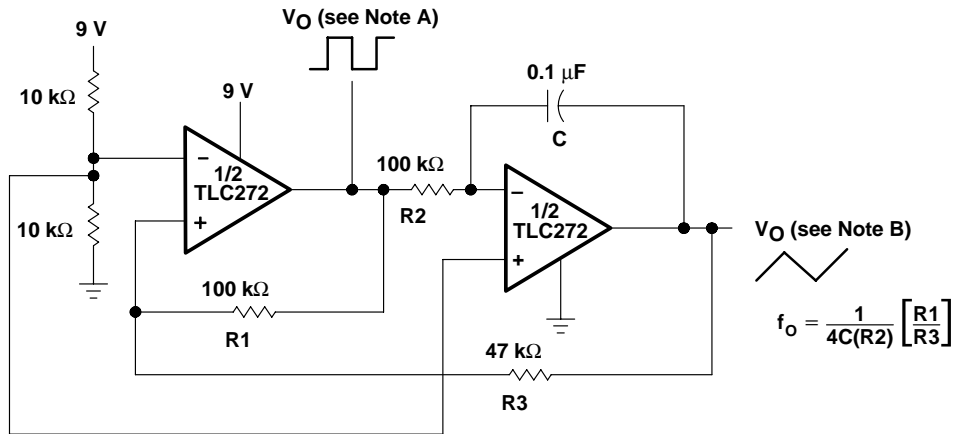 V_O (see Note A)
9 V
10 kΩ
9 V
−
1/2
TLC272
+
10 kΩ
0.1 μF
C
100 kΩ
R2
−
1/2
TLC272
+
V_O (see Note B)
100 kΩ
R1
47 kΩ
R3
f_O = 1/4C(R2) [R1/R3]